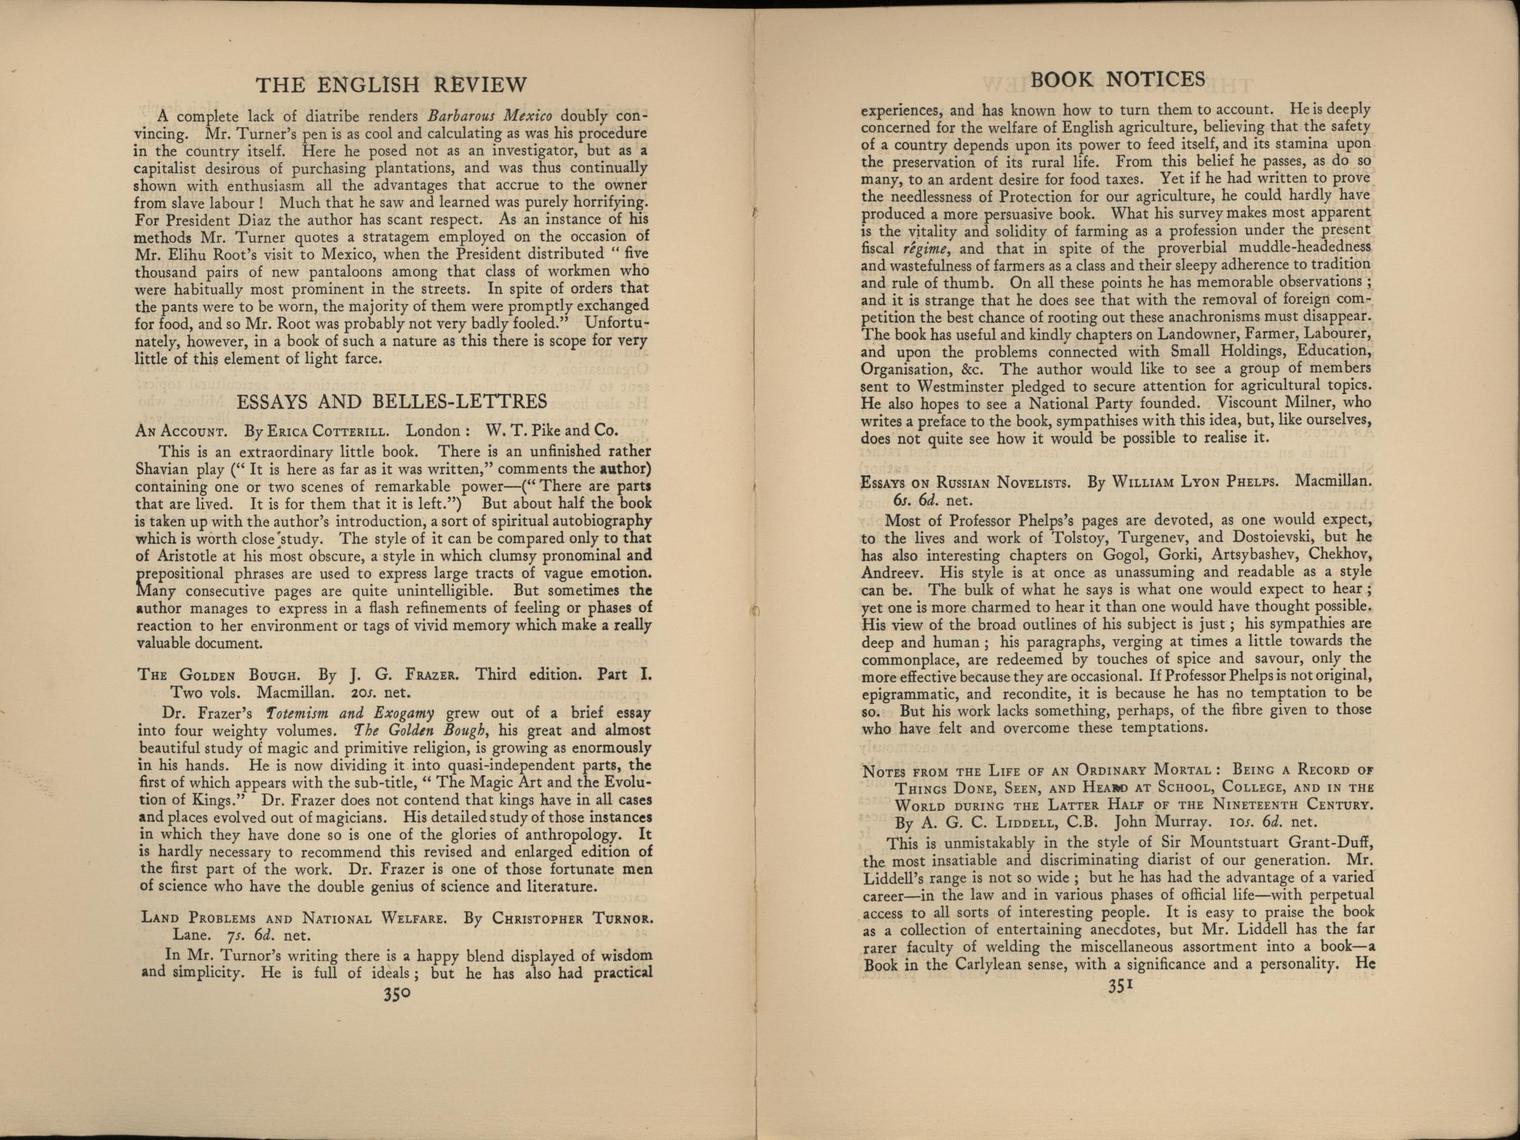 THE ENGLISH REVIEW
A complete lack of diatribe renders Barbarous Mexico doubly con-
vincing. Mr. Turner's pen is as cool and calculating as was his procedure
in the country itself. Here he posed not as an investigator, but as a
capitalist desirous of purchasing plantations, and was thus continually
shown with enthusiasm all the advantages that accrue to the owner
from slave labour ! Much that he saw and learned was purely horrifying.
For President Diaz the author has scant respect. As an instance of his
methods Mr. Turner quotes a stratagem employed on the occasion of
Mr. Elihu Root's visit to Mexico, when the President distributed “ five
thousand pairs of new pantaloons among that class of workmen who
were habitually most prominent in the streets. In spite of orders that
the pants were to be worn, the majority of them were promptly exchanged
for food, and so Mr. Root was probably not very badly fooled.” Unfortu-
nately, however, in a book of such a nature as this there is scope for very
little of this element of light farce.
ESSAYS AND BELLES-LETTRES
An Account. By Erica Cotterill. London : W. T. Pike and Co.
This is an extraordinary little book. There is an unfinished rather
Shavian play (“ It is here as far as it was written,” comments the author)
containing one or two scenes of remarkable power—(“ There are parts
that are lived. It is for them that it is left.”) But about half the book
is taken up with the author's introduction, a sort of spiritual autobiography
which is worth close study. The style of it can be compared only to that
of Aristotle at his most obscure, a style in which clumsy pronominal and
prepositional phrases are used to express large tracts of vague emotion.
Many consecutive pages are quite unintelligible. But sometimes the
author manages to express in a flash refinements of feeling or phases of
reaction to her environment or tags of vivid memory which make a really
valuable document.
The Golden Bough. By J. G. Frazer. Third edition. Part I.
Two vols. Macmillan. 20s. net.
Dr. Frazer's Totemism and Exogamy grew out of a brief essay
into four weighty volumes. The Golden Bough, his great and almost
beautiful study of magic and primitive religion, is growing as enormously
in his hands. He is now dividing it into quasi-independent parts, the
first of which appears with the sub-title, “ The Magic Art and the Evolu-
tion of Kings.” Dr. Frazer does not contend that kings have in all cases
and places evolved out of magicians. His detailed study of those instances
in which they have done so is one of the glories of anthropology. It
is hardly necessary to recommend this revised and enlarged edition of
the first part of the work. Dr. Frazer is one of those fortunate men
of science who have the double genius of science and literature.
Land Problems and National Welfare. By Christopher Turnor.
Lane. 7s. 6d. net.
In Mr. Turnor's writing there is a happy blend displayed of wisdom
and simplicity. He is full of ideals ; but he has also had practical
350
BOOK NOTICES
experiences, and has known how to turn them to account. He is deeply
concerned for the welfare of English agriculture, believing that the safety
of a country depends upon its power to feed itself, and its stamina upon
the preservation of its rural life. From this belief he passes, as do so
many, to an ardent desire for food taxes. Yet if he had written to prove
the needlessness of Protection for our agriculture, he could hardly have
produced a more persuasive book. What his survey makes most apparent
is the vitality and solidity of farming as a profession under the present
fiscal régime, and that in spite of the proverbial muddle-headedness
and wastefulness of farmers as a class and their sleepy adherence to tradition
and rule of thumb. On all these points he has memorable observations ;
and it is strange that he does see that with the removal of foreign com-
petition the best chance of rooting out these anachronisms must disappear.
The book has useful and kindly chapters on Landowner, Farmer, Labourer,
and upon the problems connected with Small Holdings, Education,
Organisation, &c. The author would like to see a group of members
sent to Westminster pledged to secure attention for agricultural topics.
He also hopes to see a National Party founded. Viscount Milner, who
writes a preface to the book, sympathises with this idea, but, like ourselves,
does not quite see how it would be possible to realise it.
Essays on Russian Novelists. By William Lyon Phelps. Macmillan.
6s. 6d. net.
Most of Professor Phelps's pages are devoted, as one would expect,
to the lives and work of Tolstoy, Turgenev, and Dostoievski, but he
has also interesting chapters on Gogol, Gorki, Artsybashev, Chekhov,
Andreev. His style is at once as unassuming and readable as a style
can be. The bulk of what he says is what one would expect to hear ;
yet one is more charmed to hear it than one would have thought possible.
His view of the broad outlines of his subject is just ; his sympathies are
deep and human ; his paragraphs, verging at times a little towards the
commonplace, are redeemed by touches of spice and savour, only the
more effective because they are occasional. If Professor Phelps is not original,
epigrammatic, and recondite, it is because he has no temptation to be
so. But his work lacks something, perhaps, of the fibre given to those
who have felt and overcome these temptations.
Notes from the Life of an Ordinary Mortal : Being a Record of
Things Done, Seen, and Heard at School, College, and in the
World during the Latter Half of the Nineteenth Century.
By A. G. C. Liddell, C.B. John Murray. 10s. 6d. net.
This is unmistakably in the style of Sir Mountstuart Grant-Duff,
the most insatiable and discriminating diarist of our generation. Mr.
Liddell's range is not so wide ; but he has had the advantage of a varied
career—in the law and in various phases of official life—with perpetual
access to all sorts of interesting people. It is easy to praise the book
as a collection of entertaining anecdotes, but Mr. Liddell has the far
rarer faculty of welding the miscellaneous assortment into a book—a
Book in the Carlylean sense, with a significance and a personality. He
351